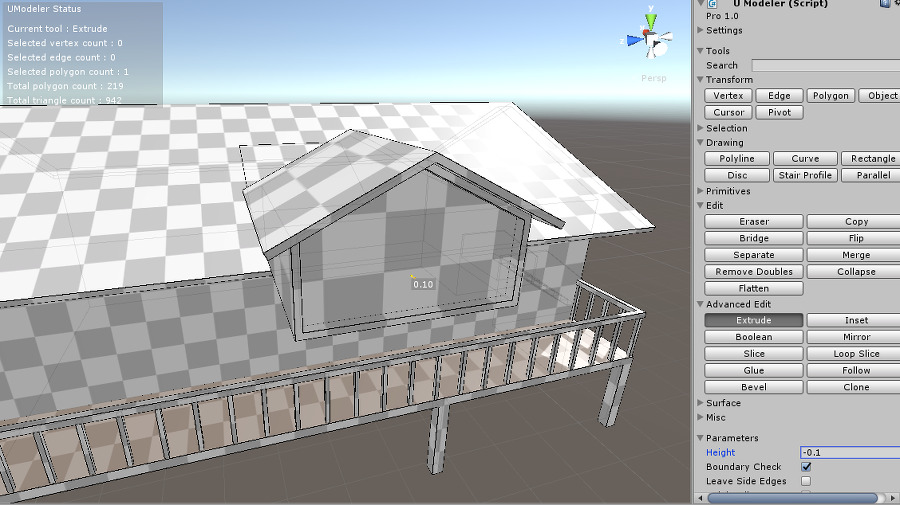 UModeler Status
Current tool : Extrude
Selected vertex count : 0
Selected edge count : 0
Selected polygon count : 1
Total polygon count : 219
Total triangle count : 942
y
z
Persp
0.10
U Modeler (Script)
Pro 1.0
Settings
Tools
Search
Transform
Vertex Edge Polygon Object
Cursor Pivot
Selection
Drawing
Polyline Curve Rectangle
Disc Stair Profile Parallel
Primitives
Edit
Eraser Copy
Bridge Flip
Separate Merge
Remove Doubles Collapse
Flatten
Advanced Edit
Extrude Inset
Boolean Mirror
Slice Loop Slice
Glue Follow
Bevel Clone
Surface
Misc
Parameters
Height -0.1
Boundary Check
Leave Side Edges